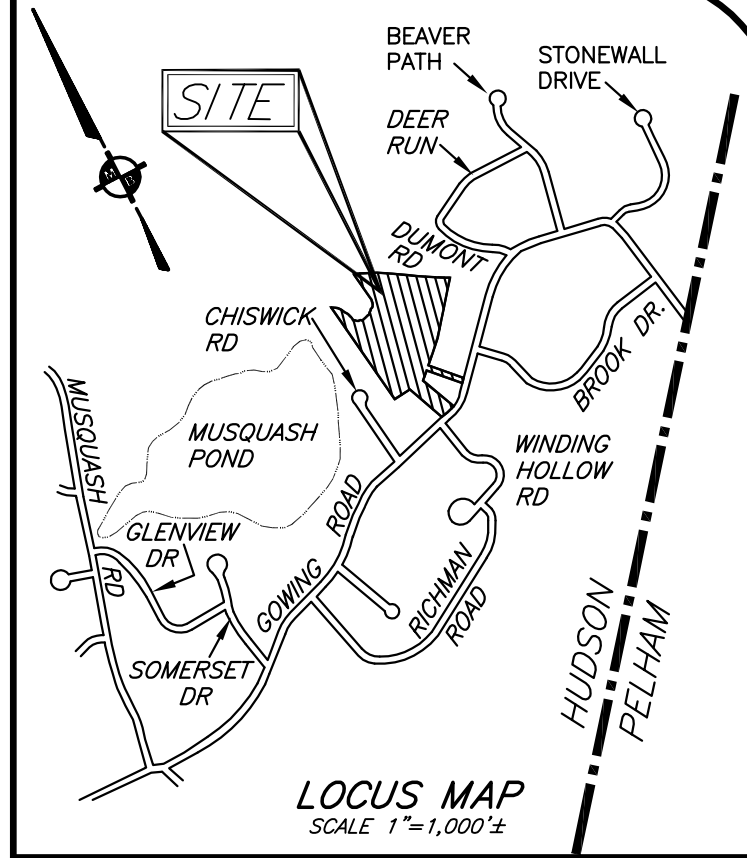 BEAVER
PATH
STONEWALL
DRIVE
SITE
DEER
RUN
DUMONT
RD
CHISWICK
RD
BROOK DR.
MUSQUASH
RD
MUSQUASH
POND
WINDING
HOLLOW
RD
GLENVIEW
DR
GOWING
ROAD
RICHMAN
ROAD
SOMERSET
DR
HUDSON
PELHAM
LOCUS MAP
SCALE 1"=1,000'±